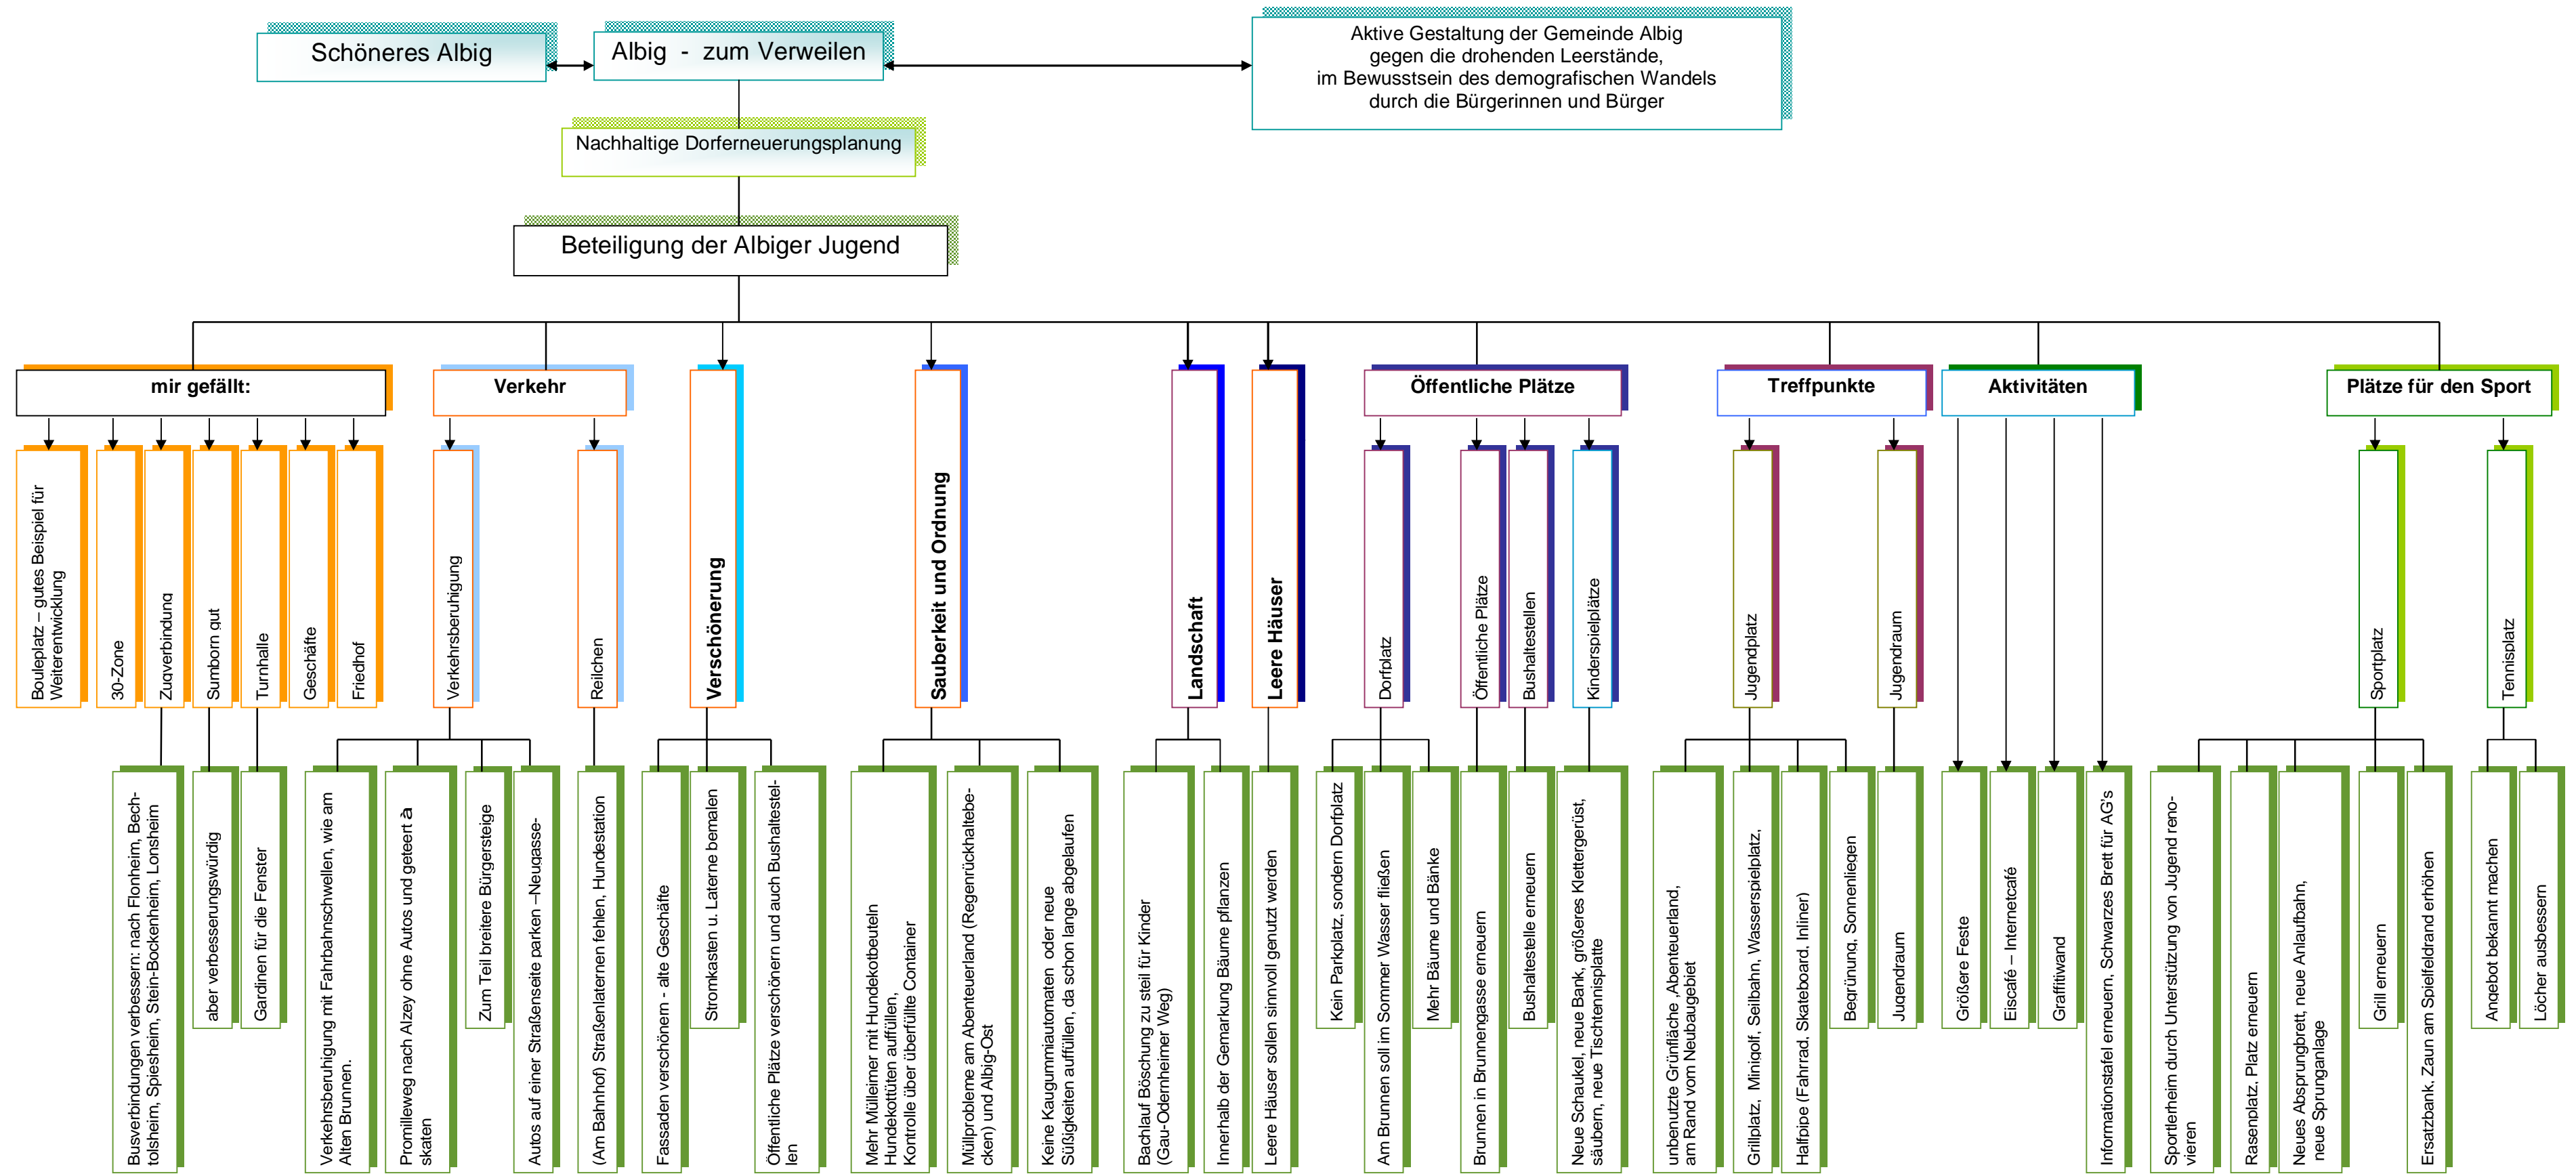 Schöneres Albig
Albig - zum Verweilen
Aktive Gestaltung der Gemeinde Albig
gegen die drohenden Leerstände,
im Bewusstsein des demografischen Wandels
durch die Bürgerinnen und Bürger
Nachhaltige Dorferneuerungsplanung
Beteiligung der Albiger Jugend
mir gefällt:
Verkehr
Verschönerung
Sauberkeit und Ordnung
Landschaft
Leere Häuser
Öffentliche Plätze
Treffpunkte
Aktivitäten
Plätze für den Sport
Bouleplatz – gutes Beispiel für
Weiterentwicklung
30-Zone
Zugverbindung
Sumborn gut
Turnhalle
Geschäfte
Friedhof
Verkehrsberuhigung
Reilchen
Dorfplatz
Öffentliche Plätze
Bushaltestellen
Kinderspielplätze
Jugendplatz
Jugendraum
Sportplatz
Tennisplatz
Busverbindungen verbessern: nach Flonheim, Bech-
tolsheim, Spiesheim, Stein-Bockenheim, Lonsheim
aber verbesserungswürdig
Gardinen für die Fenster
Verkehrsberuhigung mit Fahrbahnschwellen, wie am
Alten Brunnen.
Promilleweg nach Alzey ohne Autos und geteert à
skaten
Zum Teil breitere Bürgersteige
Autos auf einer Straßenseite parken –Neugasse-
(Am Bahnhof) Straßenlaternen fehlen, Hundestation
Fassaden verschönern - alte Geschäfte
Stromkasten u. Laterne bemalen
Öffentliche Plätze verschönern und auch Bushaltestel-
len
Mehr Mülleimer mit Hundekotbeuteln
Hundekottüten auffüllen,
Kontrolle über überfüllte Container
Müllprobleme am Abenteuerland (Regenrückhaltebe-
cken) und Albig-Ost
Keine Kaugummiautomaten oder neue
Süßigkeiten auffüllen, da schon lange abgelaufen
Bachlauf Böschung zu steil für Kinder
(Gau-Odernheimer Weg)
Innerhalb der Gemarkung Bäume pflanzen
Leere Häuser sollen sinnvoll genutzt werden
Kein Parkplatz, sondern Dorfplatz
Am Brunnen soll im Sommer Wasser fließen
Mehr Bäume und Bänke
Brunnen in Brunnengasse erneuern
Bushaltestelle erneuern
Neue Schaukel, neue Bank, größeres Klettergerüst,
säubern, neue Tischtennisplatte
unbenutzte Grünfläche ,Abenteuerland,
am Rand vom Neubaugebiet
Grillplatz, Minigolf, Seilbahn, Wasserspielplatz,
Halfpipe (Fahrrad, Skateboard, Inliner)
Begrünung, Sonnenliegen
Jugendraum
Größere Feste
Eiscafé – Internetcafé
Graffitiwand
Informationstafel erneuern, Schwarzes Brett für AG's
Sportlerheim durch Unterstützung von Jugend reno-
vieren
Rasenplatz, Platz erneuern
Neues Absprungbrett, neue Anlaufbahn,
neue Sprunganlage
Grill erneuern
Ersatzbank, Zaun am Spielfeldrand erhöhen
Angebot bekannt machen
Löcher ausbessern